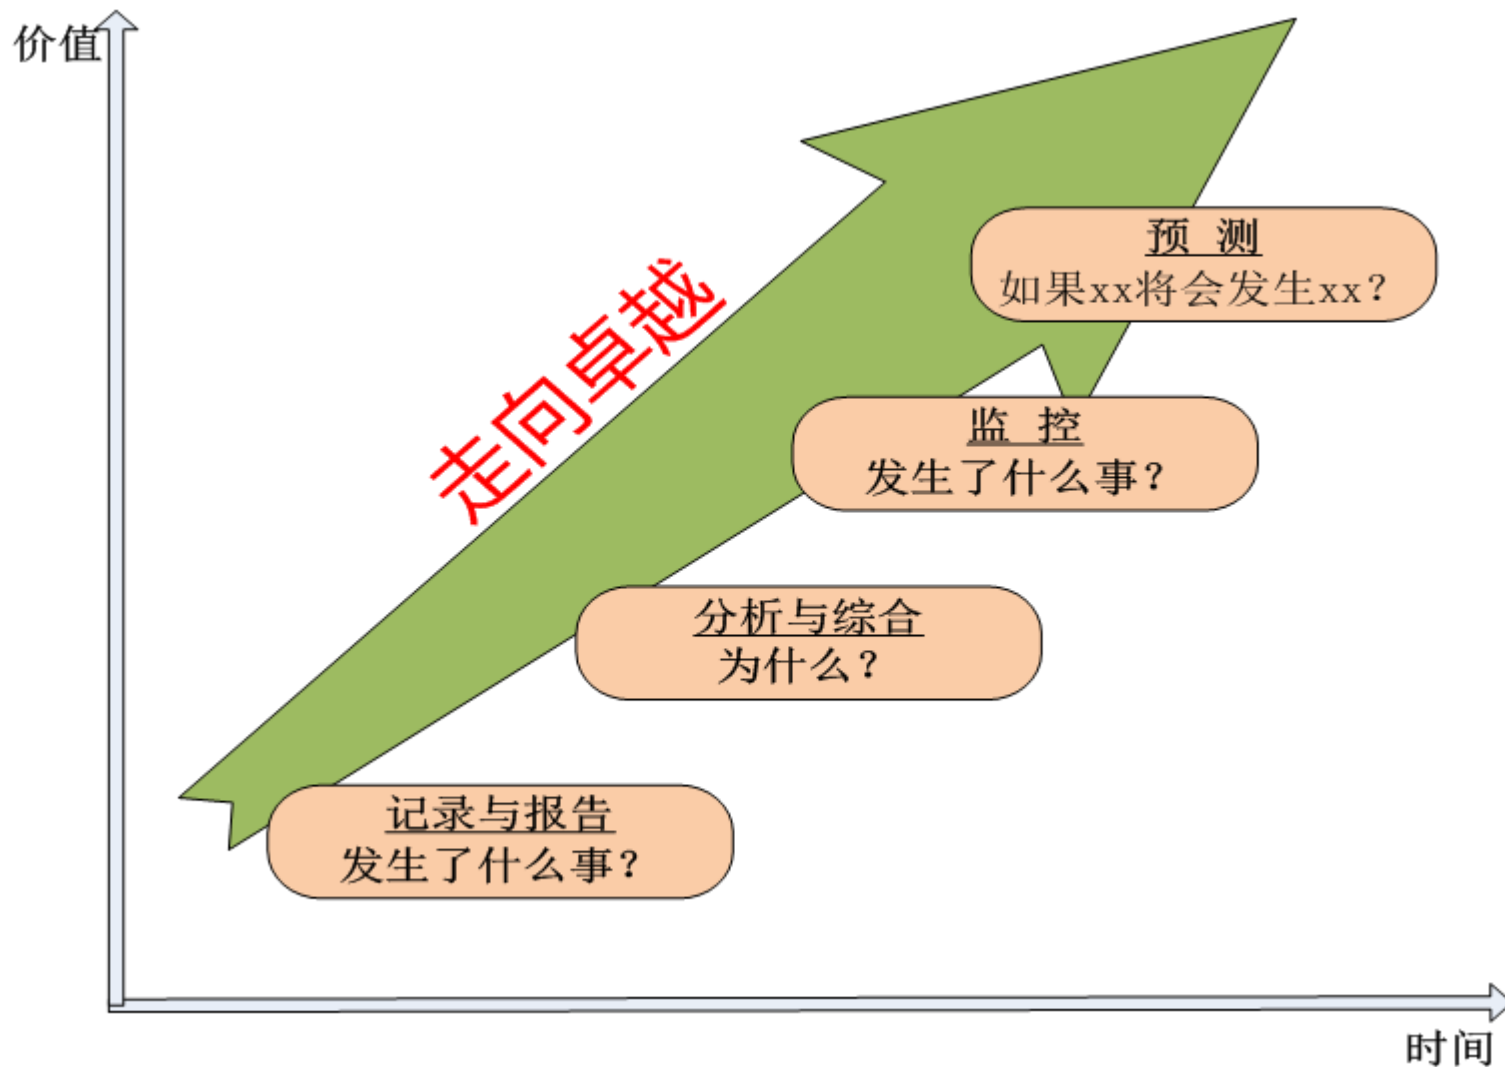 价值
走向卓越
预 测
如果xx将会发生xx？
监 控
发生了什么事？
分析与综合
为什么？
记录与报告
发生了什么事？
时间